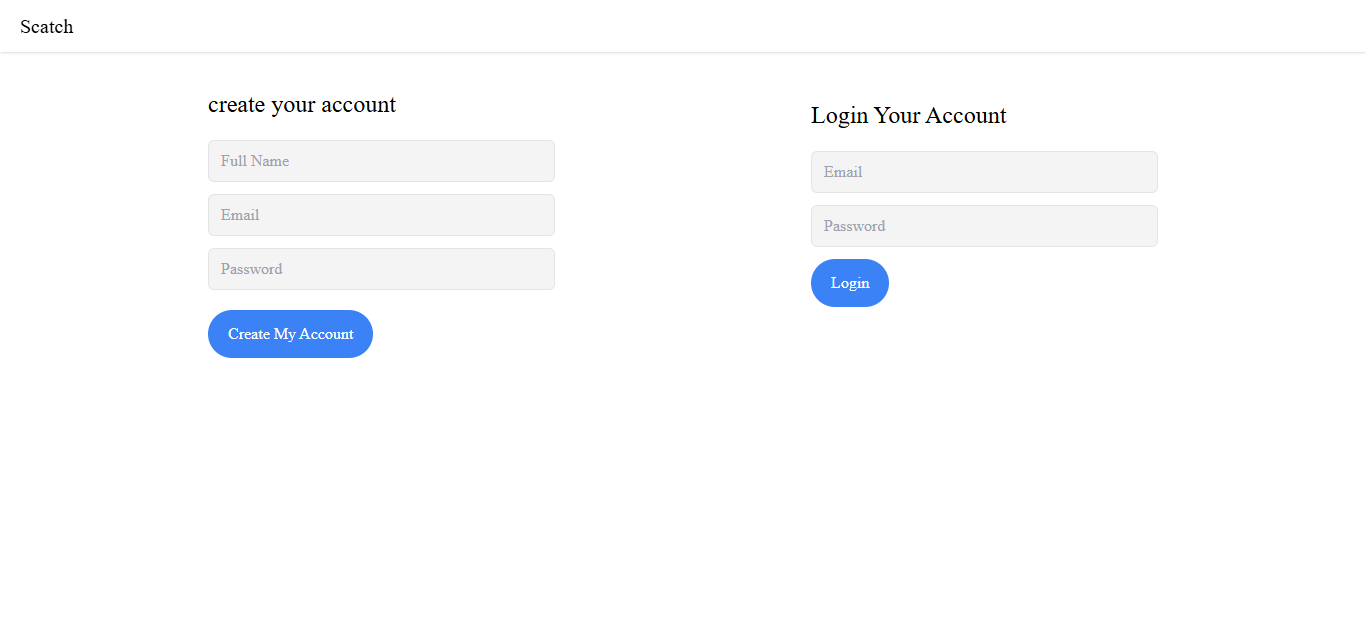 Scatch
create your account
Full Name
Email
Password
Create My Account
Login Your Account
Email
Password
Login